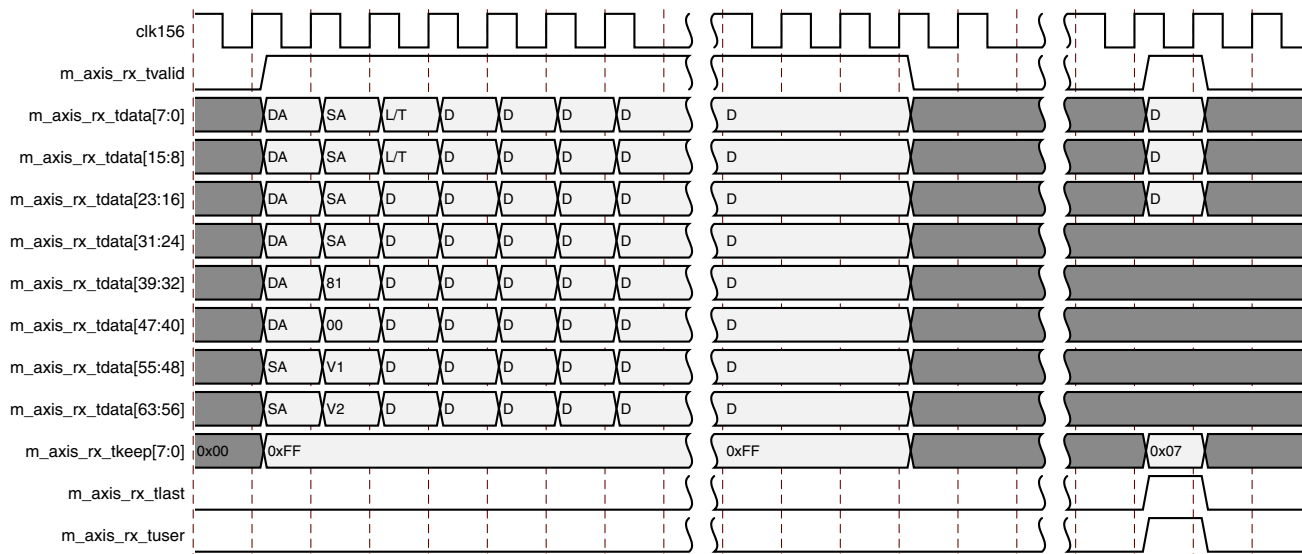 clk156
m_axis_rx_tvalid
m_axis_rx_tdata[7:0] DA SA L/T D D D D D D
m_axis_rx_tdata[15:8] DA SA L/T D D D D D D
m_axis_rx_tdata[23:16] DA SA D D D D D D D
m_axis_rx_tdata[31:24] DA SA D D D D D D
m_axis_rx_tdata[39:32] DA 81 D D D D D D
m_axis_rx_tdata[47:40] DA 00 D D D D D D
m_axis_rx_tdata[55:48] SA V1 D D D D D D
m_axis_rx_tdata[63:56] SA V2 D D D D D D
m_axis_rx_tkeep[7:0] 0x00 0xFF 0xFF 0x07
m_axis_rx_tlast
m_axis_rx_tuser